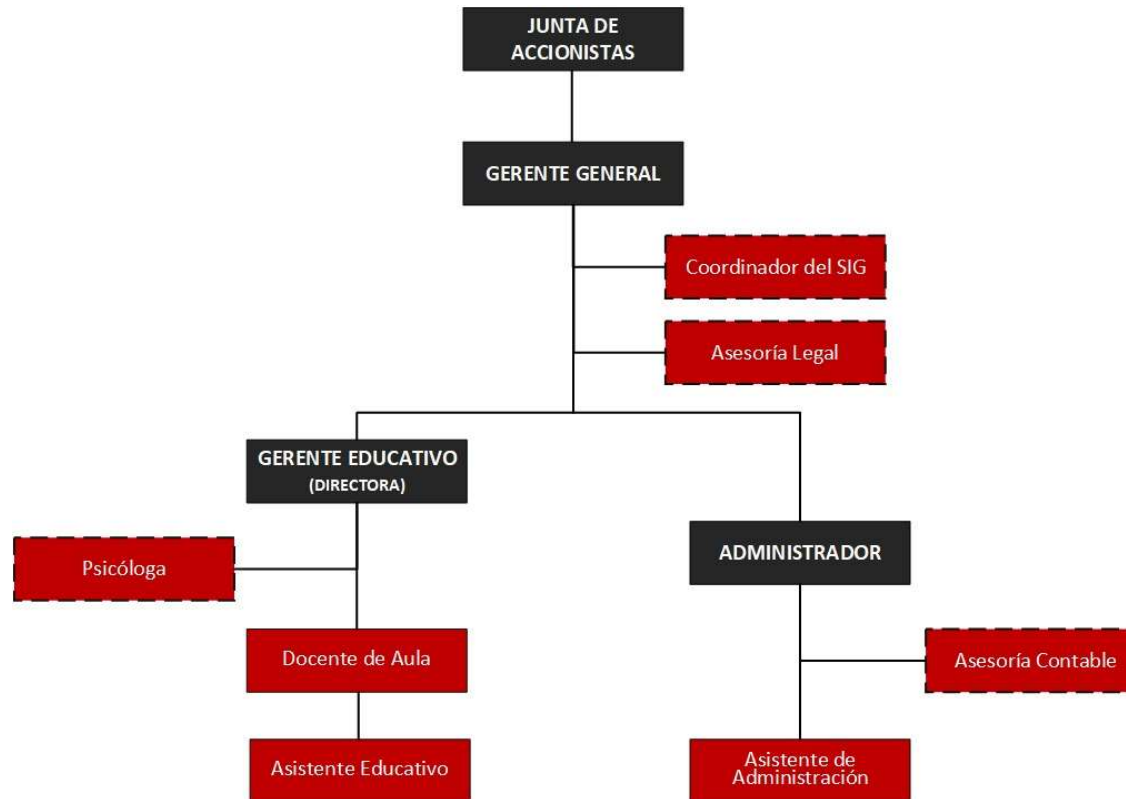 JUNTA DE
ACCIONISTAS
GERENTE GENERAL
Coordinador del SIG
Asesoría Legal
GERENTE EDUCATIVO
(DIRECTORA)
ADMINISTRADOR
Psicóloga
Docente de Aula
Asesoría Contable
Asistente Educativo
Asistente de
Administración